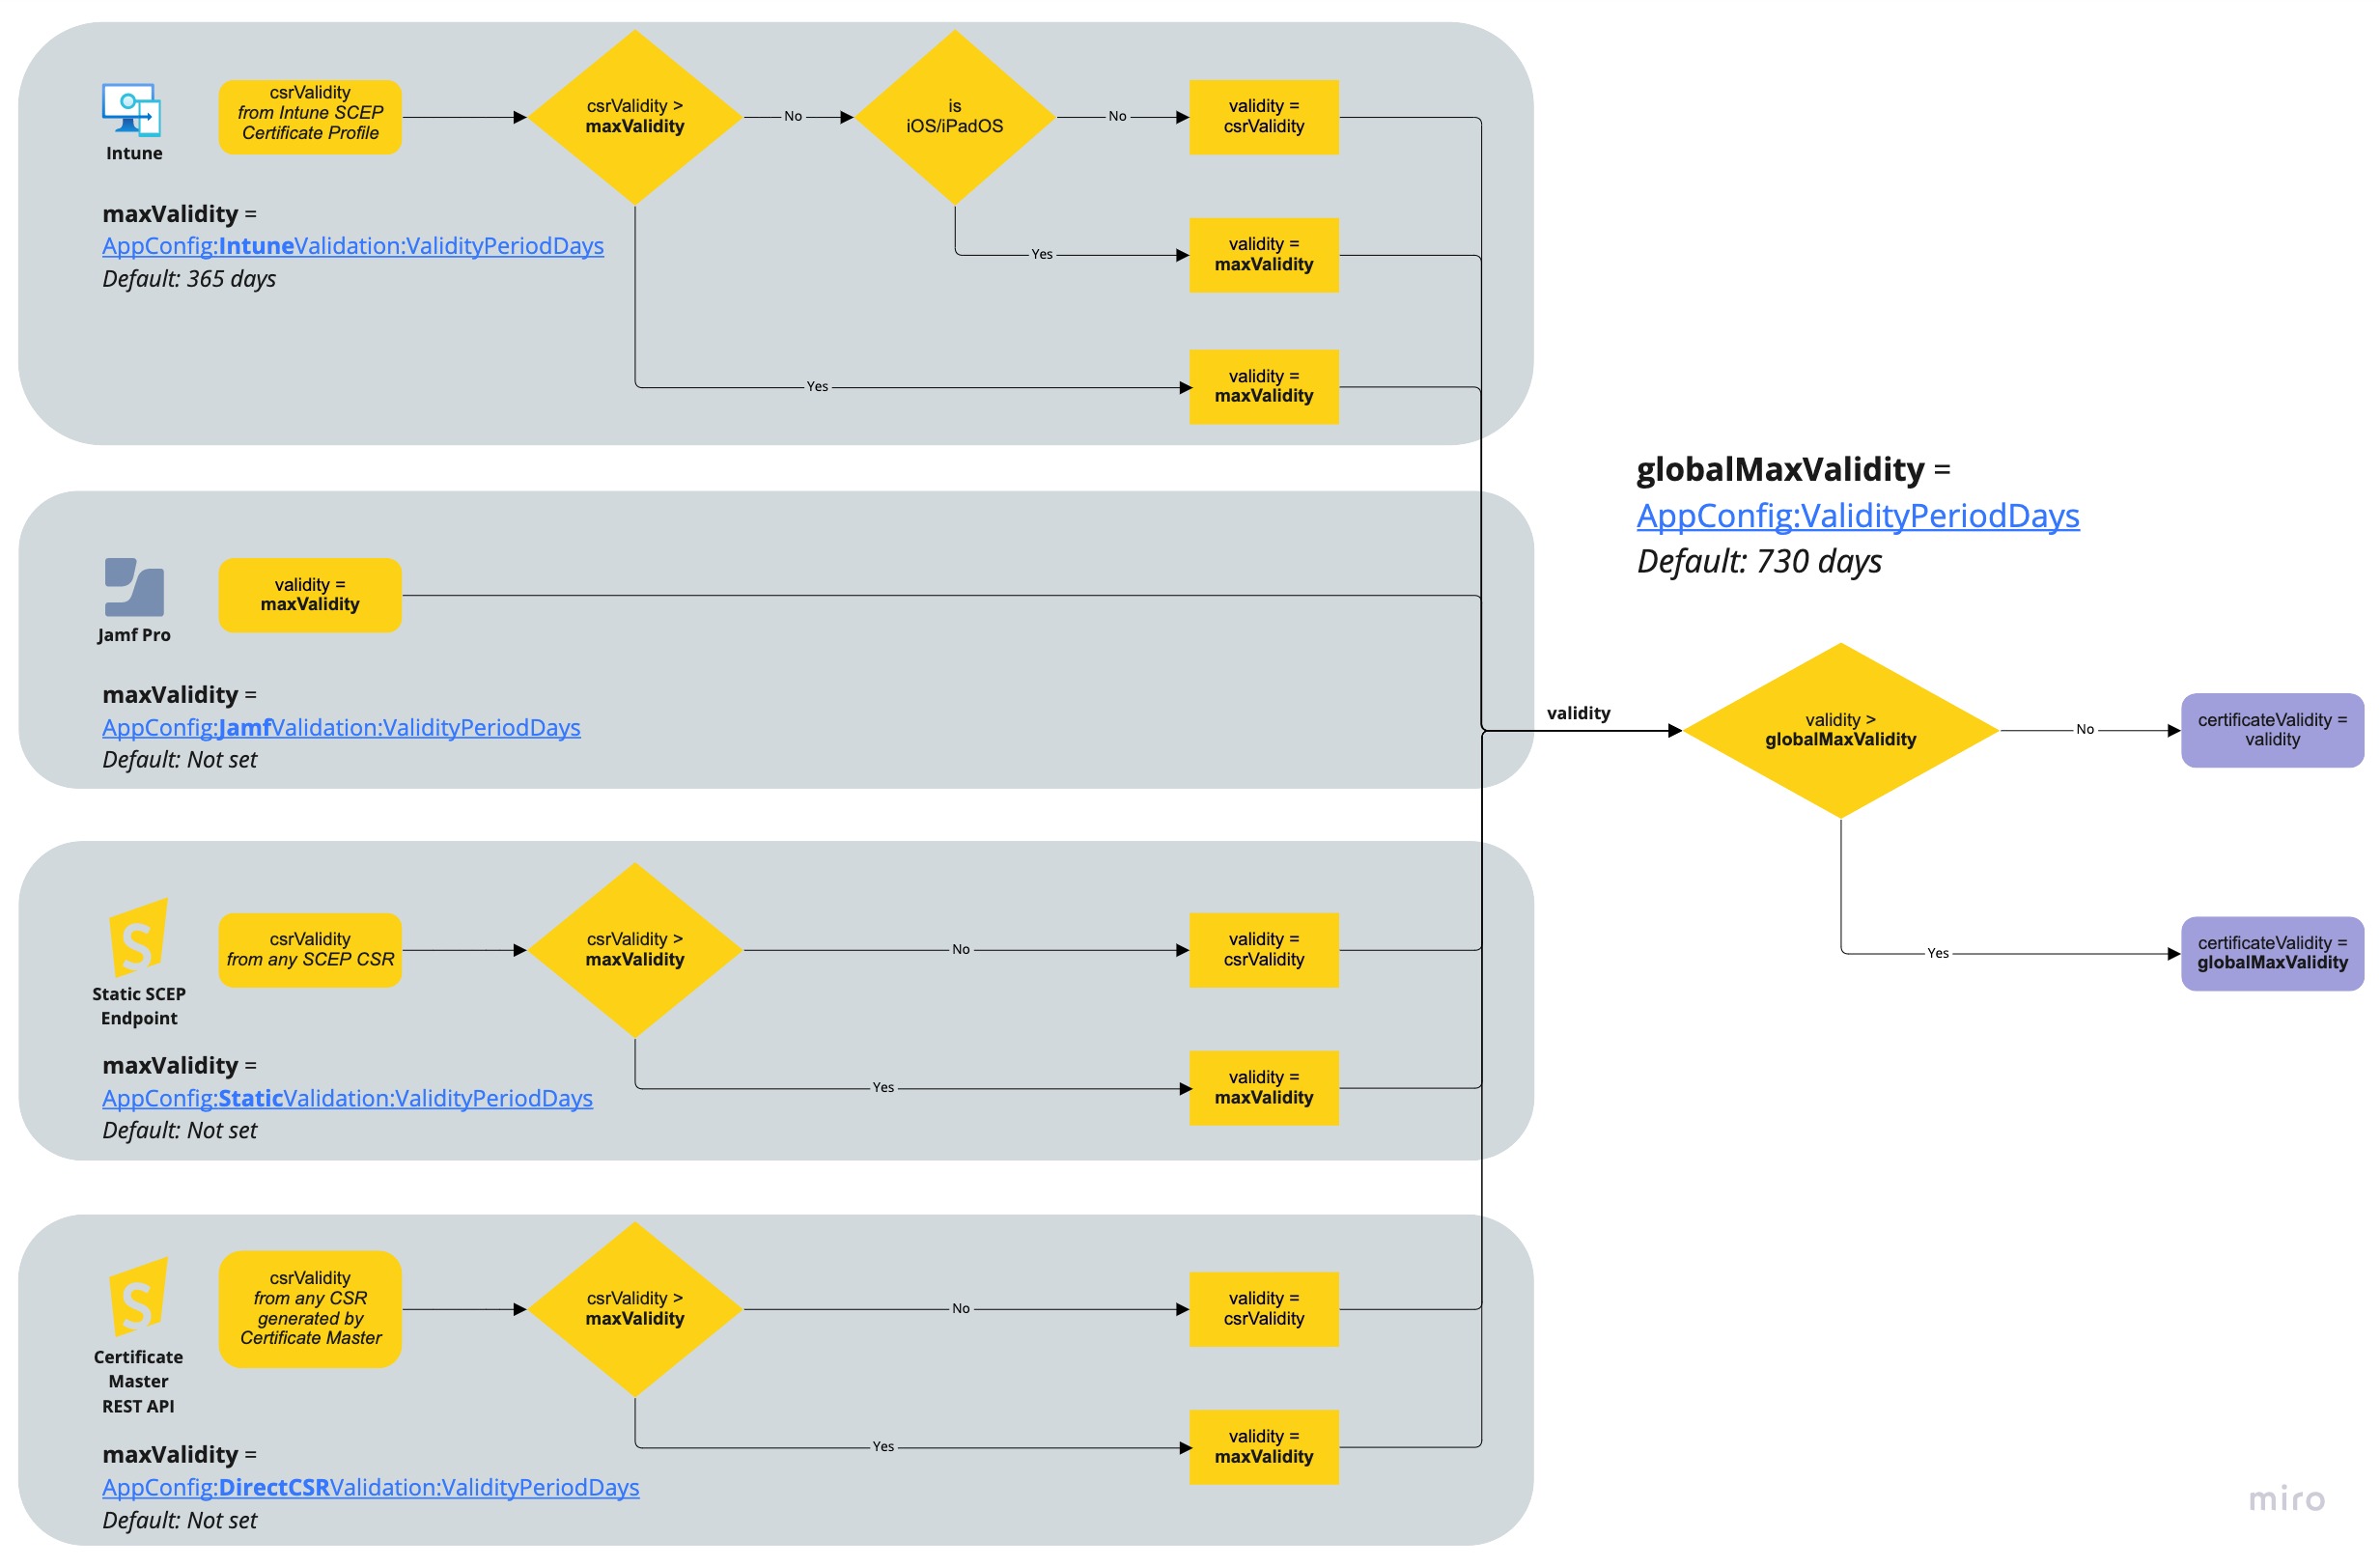 csrValidity
from Intune SCEP
Certificate Profile
Intune
csrValidity >
maxValidity
No
is
iOS/iPadOS
No
validity =
csrValidity
maxValidity =
AppConfig:IntuneValidation:ValidityPeriodDays
Default: 365 days
Yes
validity =
maxValidity
Yes
validity =
maxValidity
globalMaxValidity =
AppConfig:ValidityPeriodDays
Default: 730 days
validity =
maxValidity
Jamf Pro
maxValidity =
AppConfig:JamfValidation:ValidityPeriodDays
Default: Not set
validity
validity >
globalMaxValidity
No
certificateValidity =
validity
Yes
certificateValidity =
globalMaxValidity
S
Static SCEP
Endpoint
csrValidity
from any SCEP CSR
csrValidity >
maxValidity
No
validity =
csrValidity
maxValidity =
AppConfig:StaticValidation:ValidityPeriodDays
Default: Not set
Yes
validity =
maxValidity
S
Certificate
Master
REST API
csrValidity
from any CSR
generated by
Certificate Master
csrValidity >
maxValidity
No
validity =
csrValidity
maxValidity =
AppConfig:DirectCSRValidation:ValidityPeriodDays
Default: Not set
Yes
validity =
maxValidity
miro